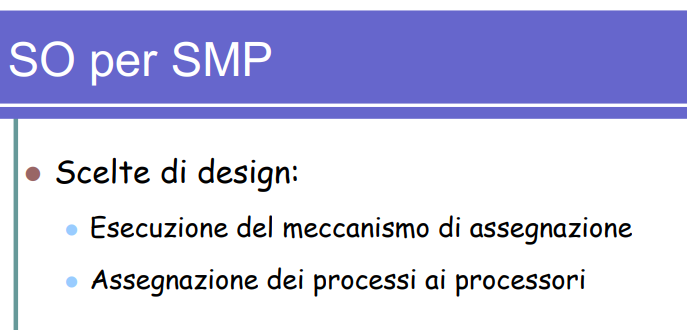 SO per SMP
Scelte di design:
Esecuzione del meccanismo di assegnazione
Assegnazione dei processi ai processori